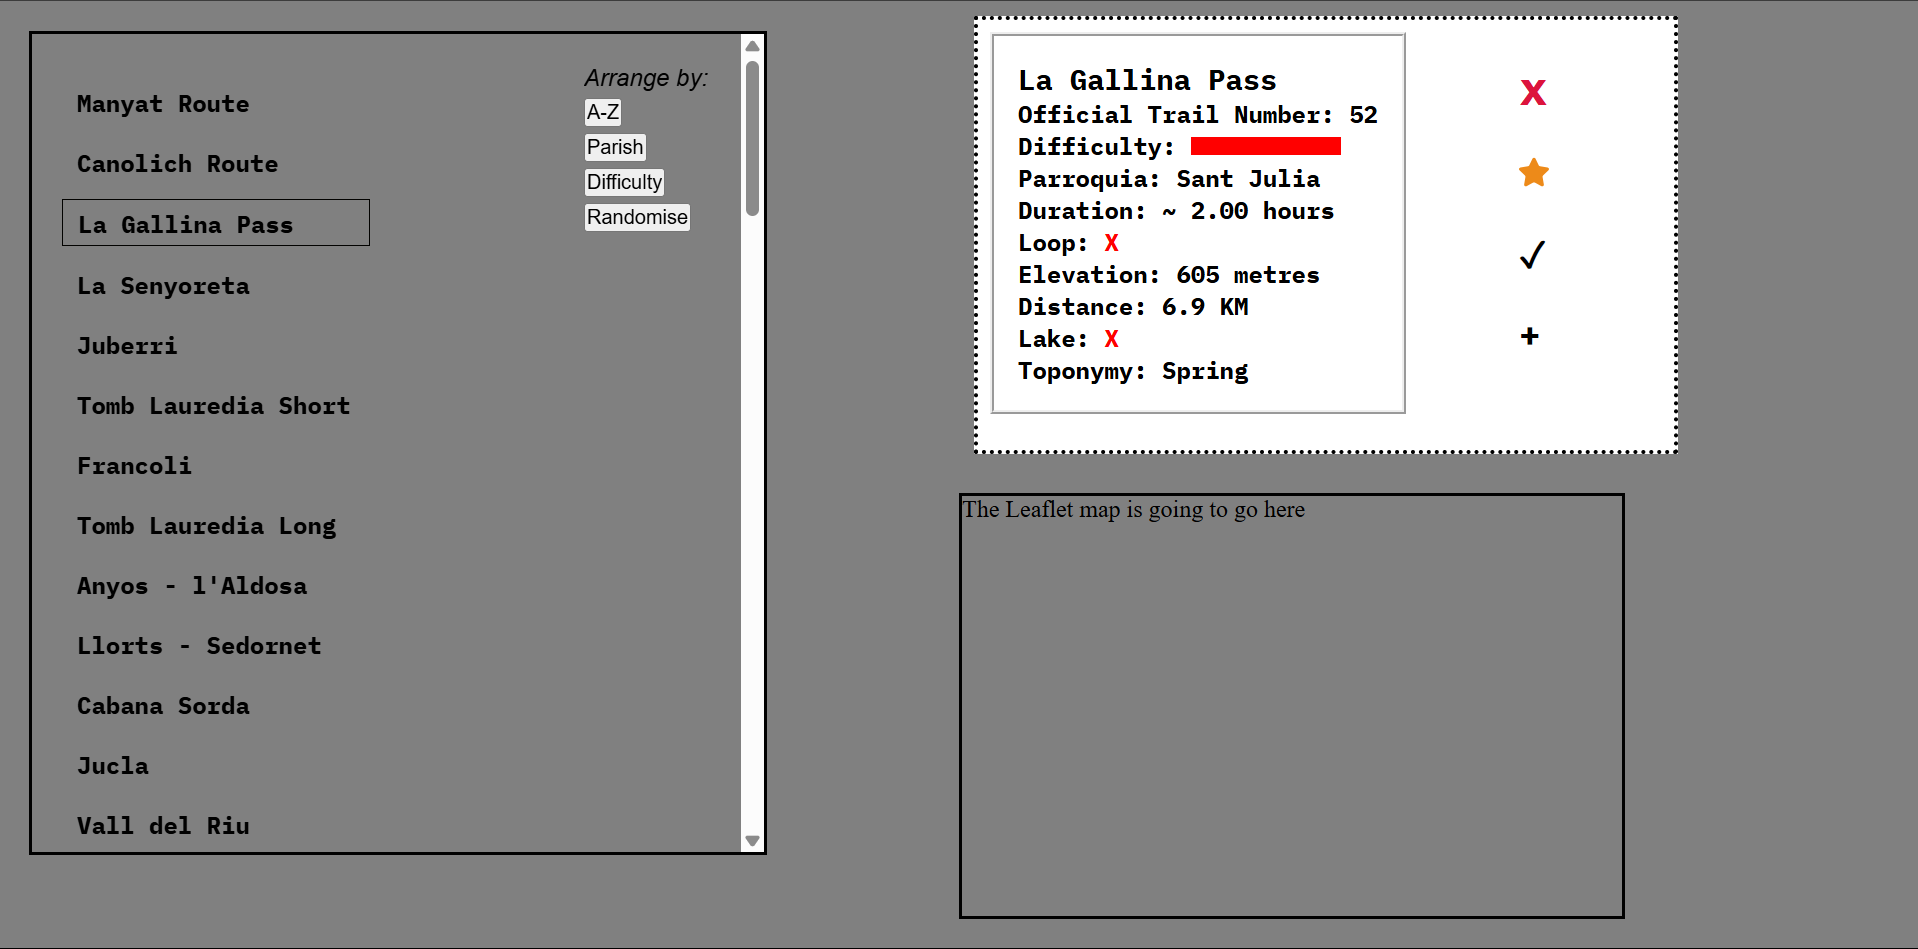 Manyat Route
Canolich Route
La Gallina Pass
La Senyoreta
Juberri
Tomb Lauredia Short
Francoli
Tomb Lauredia Long
Anyos - l'Aldosa
Llorts - Sedornet
Cabana Sorda
Jucla
Vall del Riu
Arrange by:
A-Z
Parish
Difficulty
Randomise
La Gallina Pass
Official Trail Number: 52
Difficulty:
Parroquia: Sant Julia
Duration: ~ 2.00 hours
Loop: X
Elevation: 605 metres
Distance: 6.9 KM
Lake: X
Toponymy: Spring
X
✓
+
The Leaflet map is going to go here